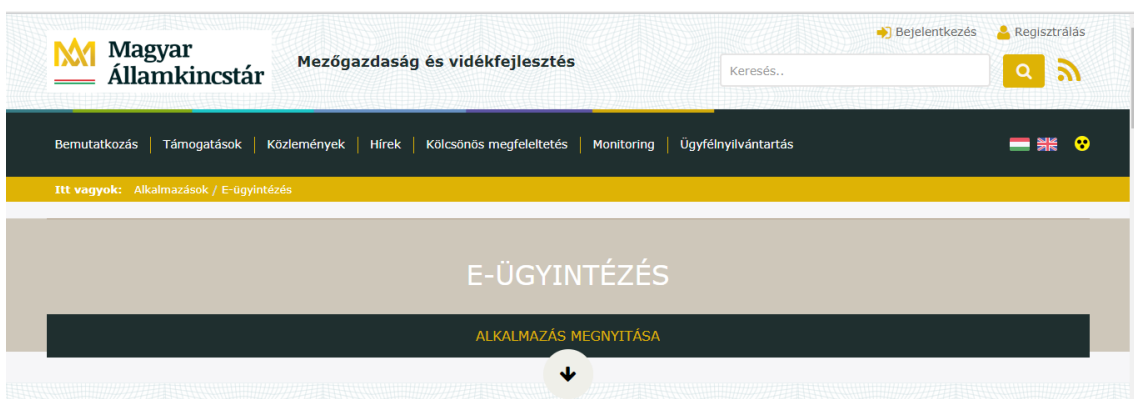 Magyar
Államkincstár
Mezőgazdaság és vidékfejlesztés
Bejelentkezés
Regisztrálás
Keresés..
Bemutatkozás | Támogatások | Közlemények | Hírek | Kölcsönös megfeleltetés | Monitoring | Ügyfélnyilvántartás
Itt vagyok: Alkalmazások / E-ügyintézés
E-ÜGYINTÉZÉS
ALKALMAZÁS MEGNYITÁSA